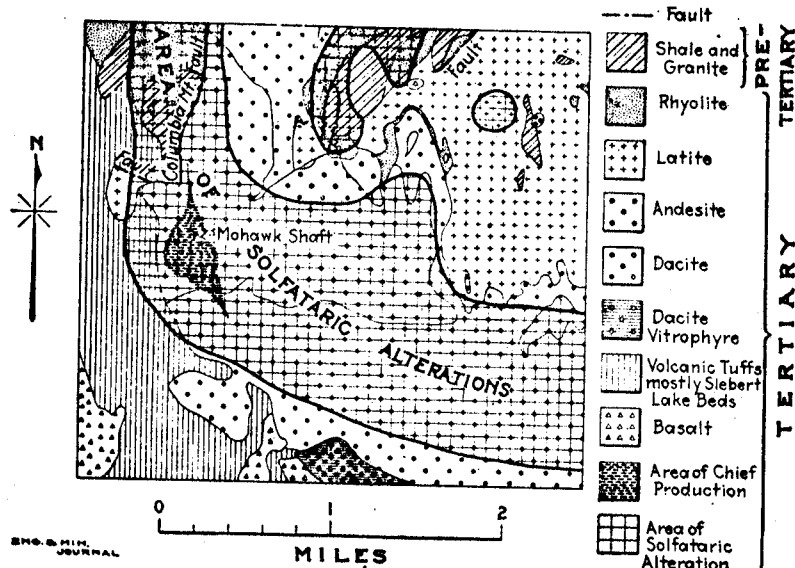 Fault
Shale and
Granite
PRE-
TERTIARY
Rhyolite
Latite
Andesite
Dacite
Dacite
Vitrophyre
Volcanic Tuffs
mostly Siebert
Lake Beds
Basalt
Area of Chief
Production
Area of
Solfataric
Alteration
TERTIARY
N
AREA
OF
SOLFATARIC
ALTERATIONS
Columbia Mt. Fault
Fault
fault
Mohawk Shaft
0 1 2
MILES
ENG. & MIN.
JOURNAL